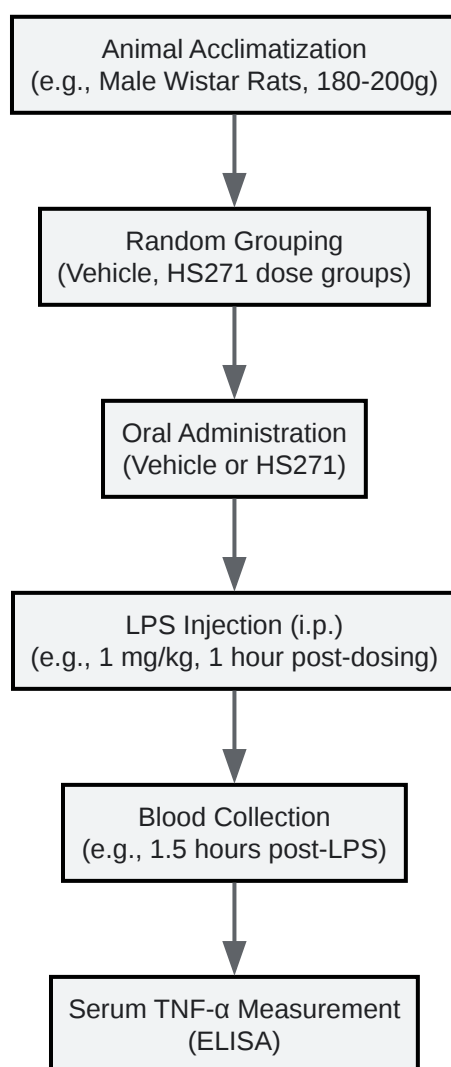 Animal Acclimatization
(e.g., Male Wistar Rats, 180-200g)
Random Grouping
(Vehicle, HS271 dose groups)
Oral Administration
(Vehicle or HS271)
LPS Injection (i.p.)
(e.g., 1 mg/kg, 1 hour post-dosing)
Blood Collection
(e.g., 1.5 hours post-LPS)
Serum TNF-α Measurement
(ELISA)